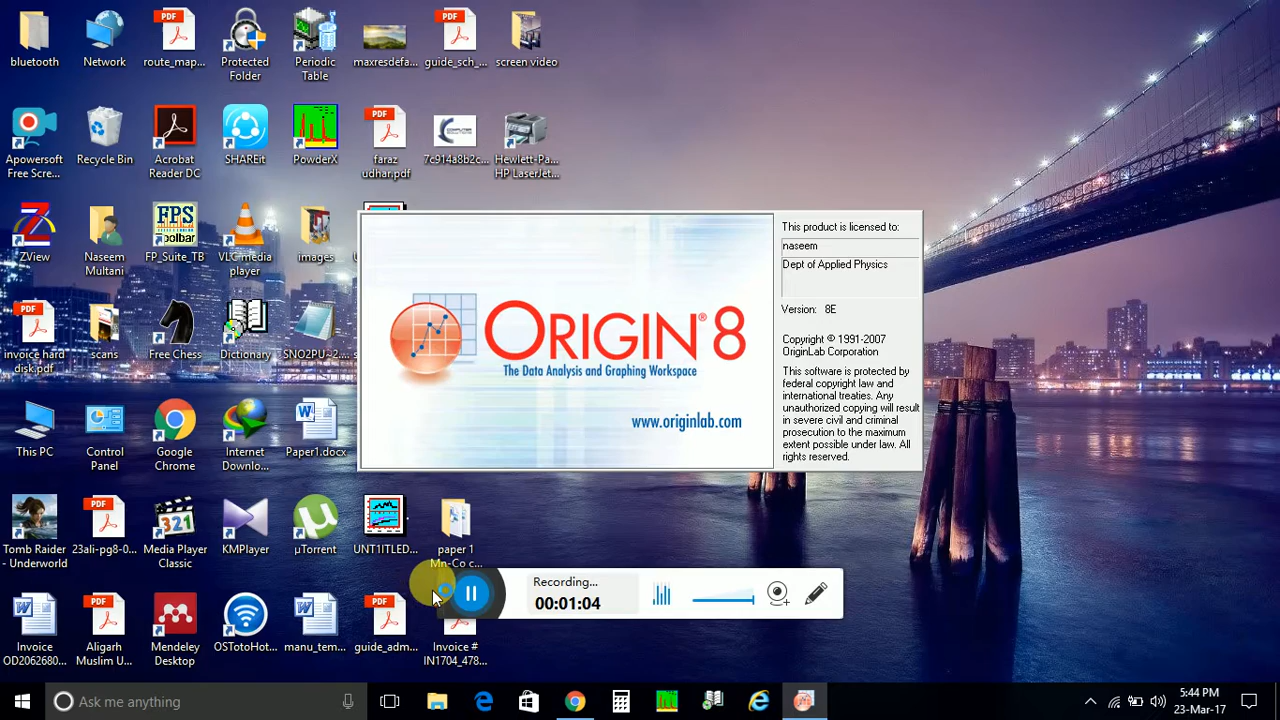 bluetooth
Network
PDF
route_map...
Protected
Folder
Periodic
Table
maxresdefa...
PDF
guide_sch_...
screen video
Apowersoft
Free Scre...
Recycle Bin
Acrobat
Reader DC
SHAREit
PowderX
PDF
faraz
udhar.pdf
7c914a8b2c...
Hewlett-Pa...
HP LaserJet...
ZView
Naseem
Multani
FPS
FP_Suite_TB
VLC media
player
images
ORIGIN® 8
The Data Analysis and Graphing Workspace
www.originlab.com
This product is licensed to:
naseem
Dept of Applied Physics
Version: 8E
Copyright © 1991-2007
OriginLab Corporation
This software is protected by
federal copyright law and
international treaties. Any
unauthorized copying will result
in severe civil and criminal
prosecution to the maximum
extent possible under law. All
rights reserved.
PDF
invoice hard
disk.pdf
scans
Free Chess
Dictionary
SNO2PU~2....
This PC
Control
Panel
Google
Chrome
Internet
Downlo...
Paper1.docx
Tomb Raider
- Underworld
PDF
23ali-pg8-0...
321
Media Player
Classic
KMPlayer
µTorrent
UNT1ITLED...
paper 1
Mn-Co c...
Recording...
00:01:04
Invoice
OD2062680...
PDF
Aligarh
Muslim U...
Mendeley
Desktop
OSTotoHot...
manu_tem...
PDF
guide_adm...
Invoice #
IN1704_478...
Ask me anything
5:44 PM
23-Mar-17